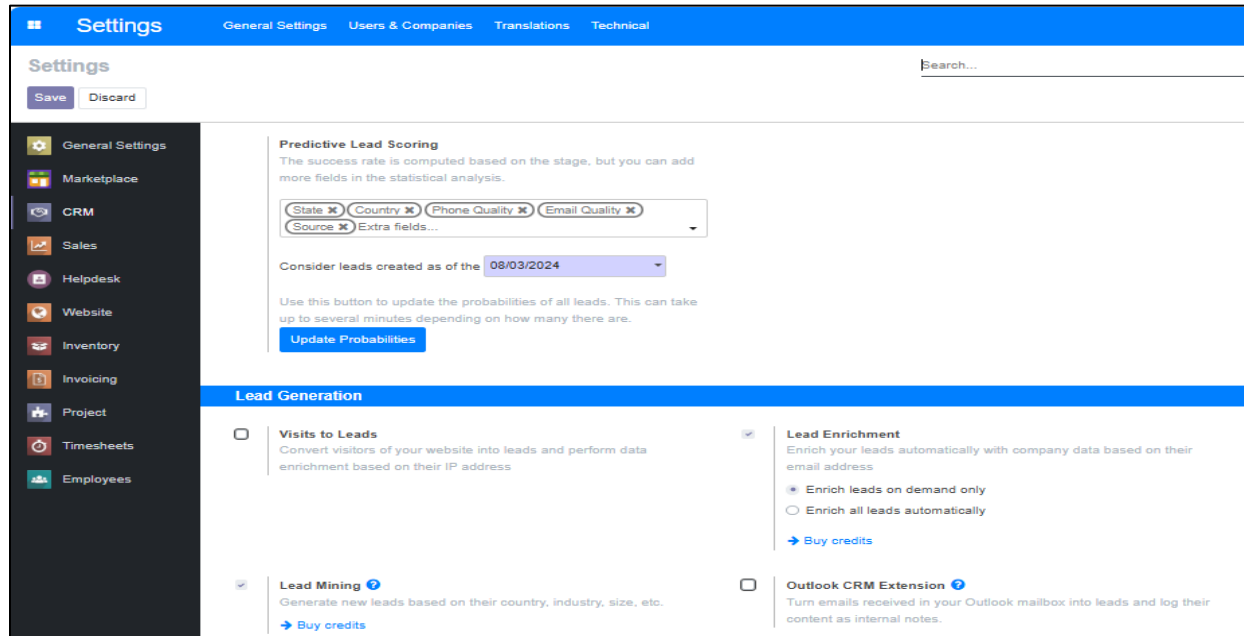 Settings General Settings Users & Companies Translations Technical
Settings
Search...
Save Discard
General Settings
Marketplace
CRM
Sales
Helpdesk
Website
Inventory
Invoicing
Project
Timesheets
Employees
Predictive Lead Scoring
The success rate is computed based on the stage, but you can add
more fields in the statistical analysis.
State ✖ Country ✖ Phone Quality ✖ Email Quality ✖
Source ✖ Extra fields...
Consider leads created as of the 08/03/2024
Use this button to update the probabilities of all leads. This can take
up to several minutes depending on how many there are.
Update Probabilities
Lead Generation
Visits to Leads
Convert visitors of your website into leads and perform data
enrichment based on their IP address
Lead Enrichment
Enrich your leads automatically with company data based on their
email address
Enrich leads on demand only
Enrich all leads automatically
➔ Buy credits
Lead Mining ?
Generate new leads based on their country, industry, size, etc.
➔ Buy credits
Outlook CRM Extension ?
Turn emails received in your Outlook mailbox into leads and log their
content as internal notes.